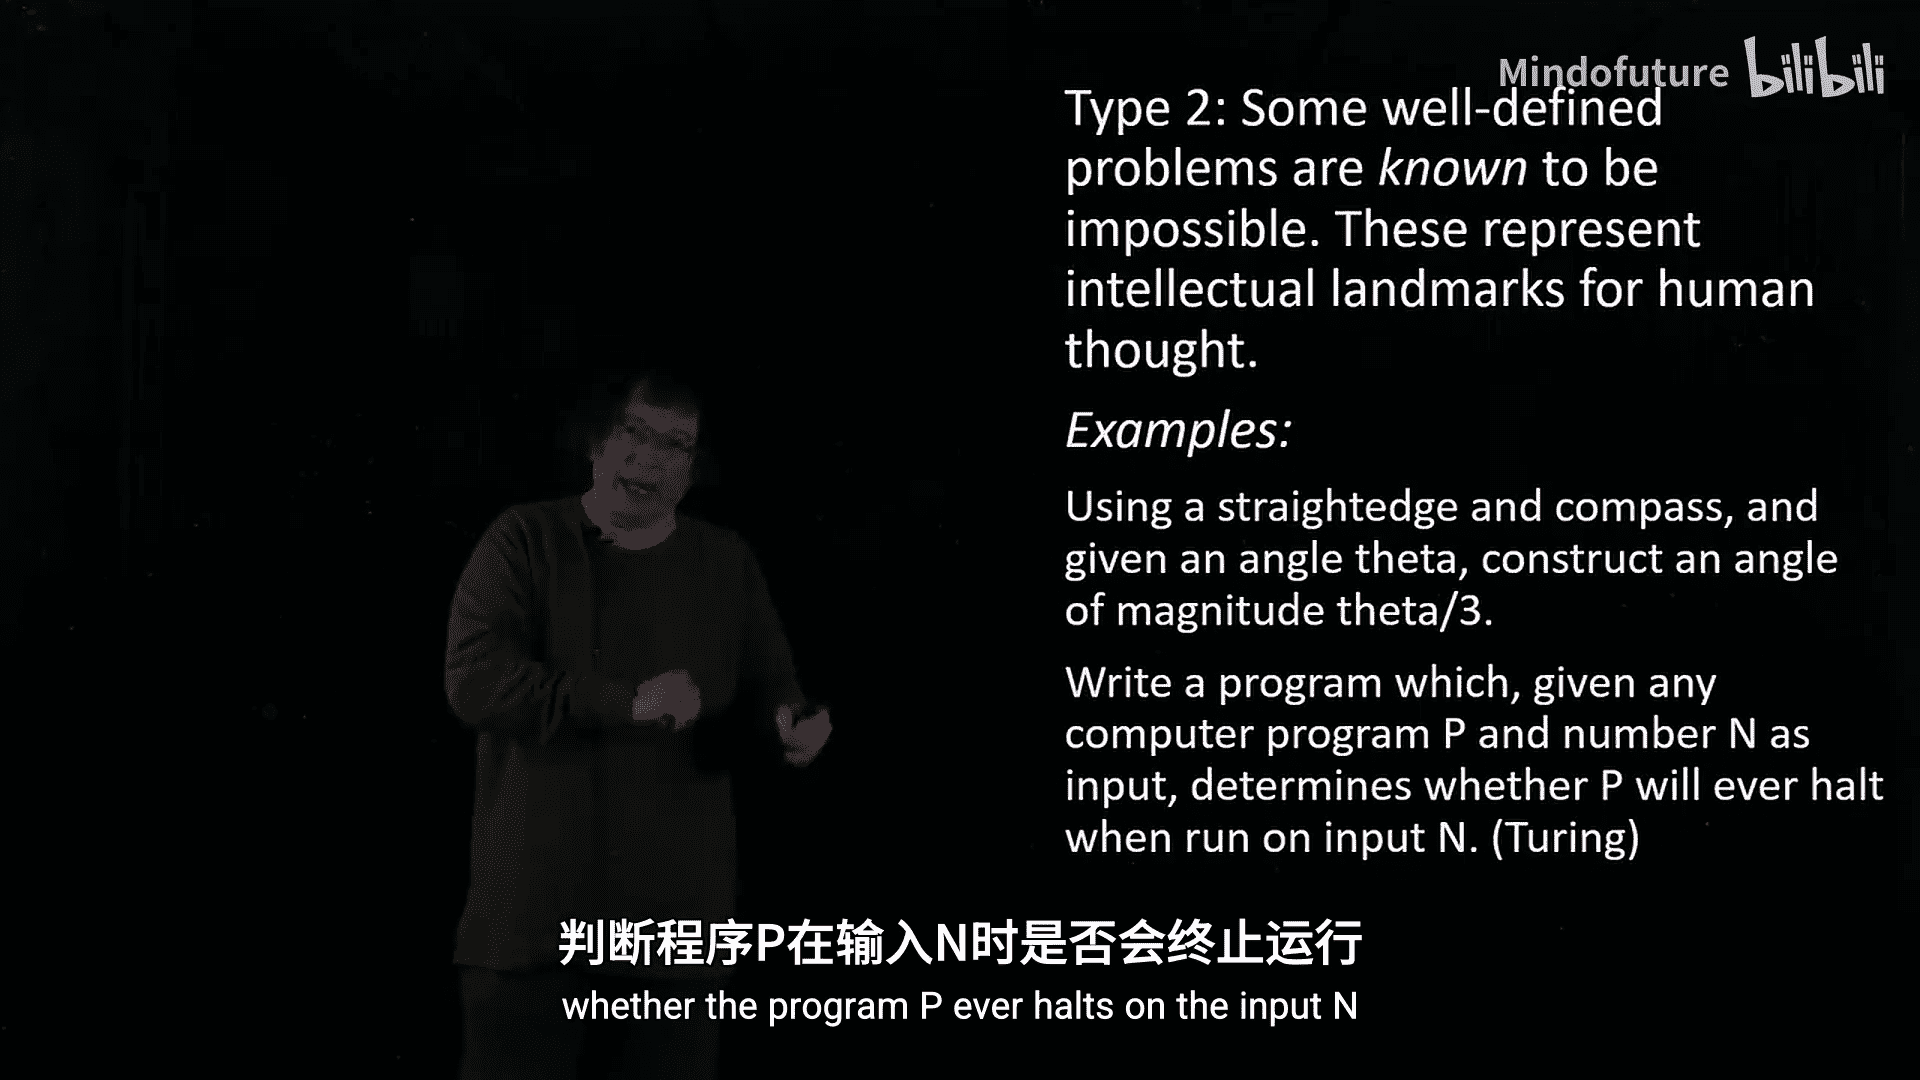 Mindofuture bilibili
Type 2: Some well-defined
problems are known to be
impossible. These represent
intellectual landmarks for human
thought.
Examples:
Using a straightedge and compass, and
given an angle theta, construct an angle
of magnitude theta/3.
Write a program which, given any
computer program P and number N as
input, determines whether P will ever halt
when run on input N. (Turing)
判断程序P在输入N时是否会终止运行
whether the program P ever halts on the input N